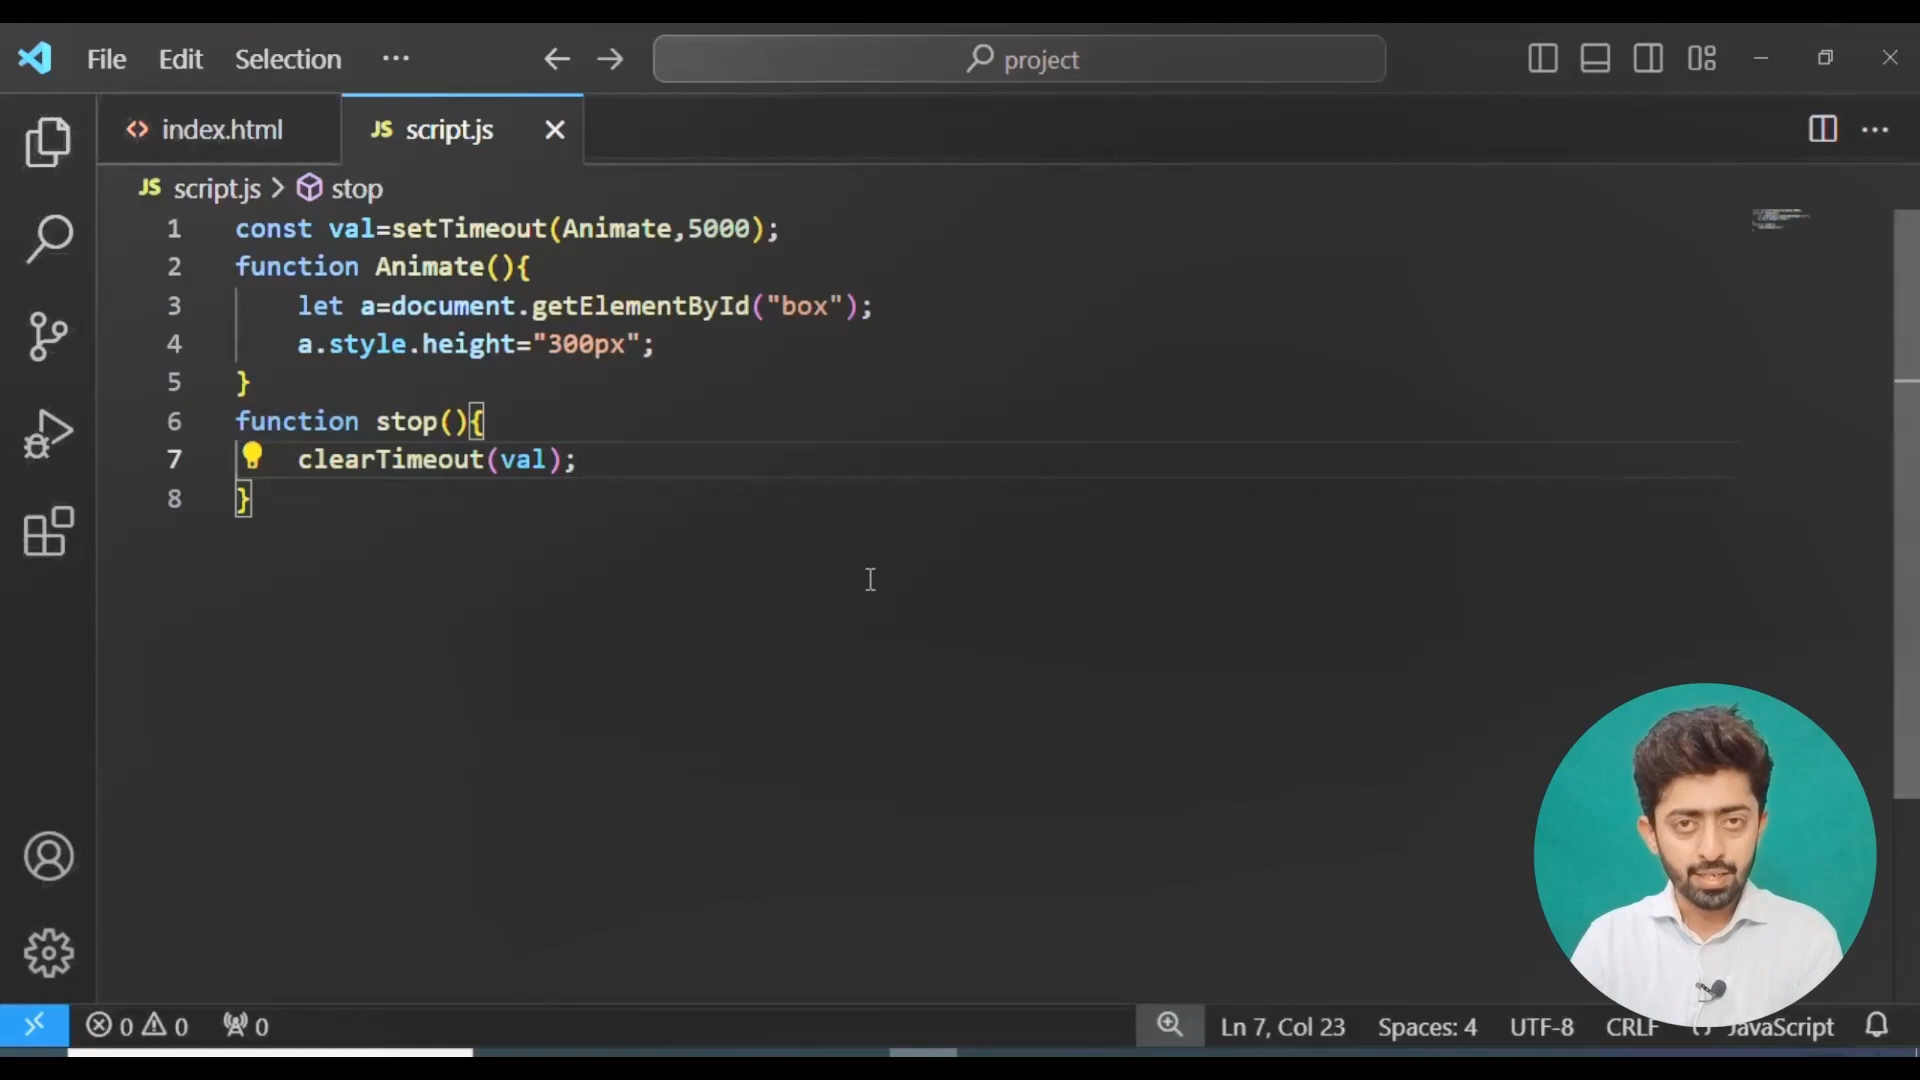 File Edit Selection ··· project
index.html JS script.js
JS script.js > stop
1 const val=setTimeout(Animate,5000);
2 function Animate(){
3 let a=document.getElementById("box");
4 a.style.height="300px";
5 }
6 function stop(){
7 clearTimeout(val);
8 }
0 0 0 Ln 7, Col 23 Spaces: 4 UTF-8 CRLF JavaScript